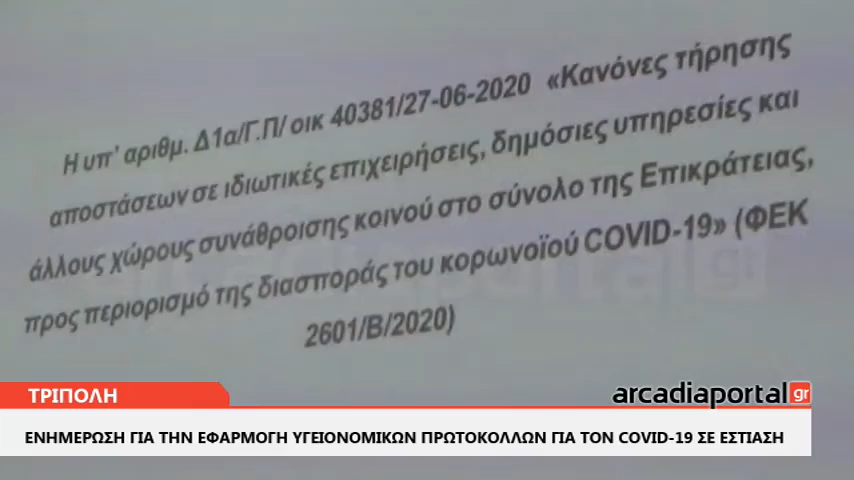 Η υπ' αριθμ. Δ1α/Γ.Π/ οικ 40381/27-06-2020 «Κανόνες τήρησης
αποστάσεων σε ιδιωτικές επιχειρήσεις, δημόσιες υπηρεσίες και
άλλους χώρους συνάθροισης κοινού στο σύνολο της Επικράτειας,
προς περιορισμό της διασποράς του κορωνοϊού COVID-19» (ΦΕΚ
2601/Β/2020)
arcadiaportal gr
ΤΡΙΠΟΛΗ
arcadiaportal gr
ΕΝΗΜΕΡΩΣΗ ΓΙΑ ΤΗΝ ΕΦΑΡΜΟΓΗ ΥΓΕΙΟΝΟΜΙΚΩΝ ΠΡΩΤΟΚΟΛΛΩΝ ΓΙΑ ΤΟΝ COVID-19 ΣΕ ΕΣΤΙΑΣΗ